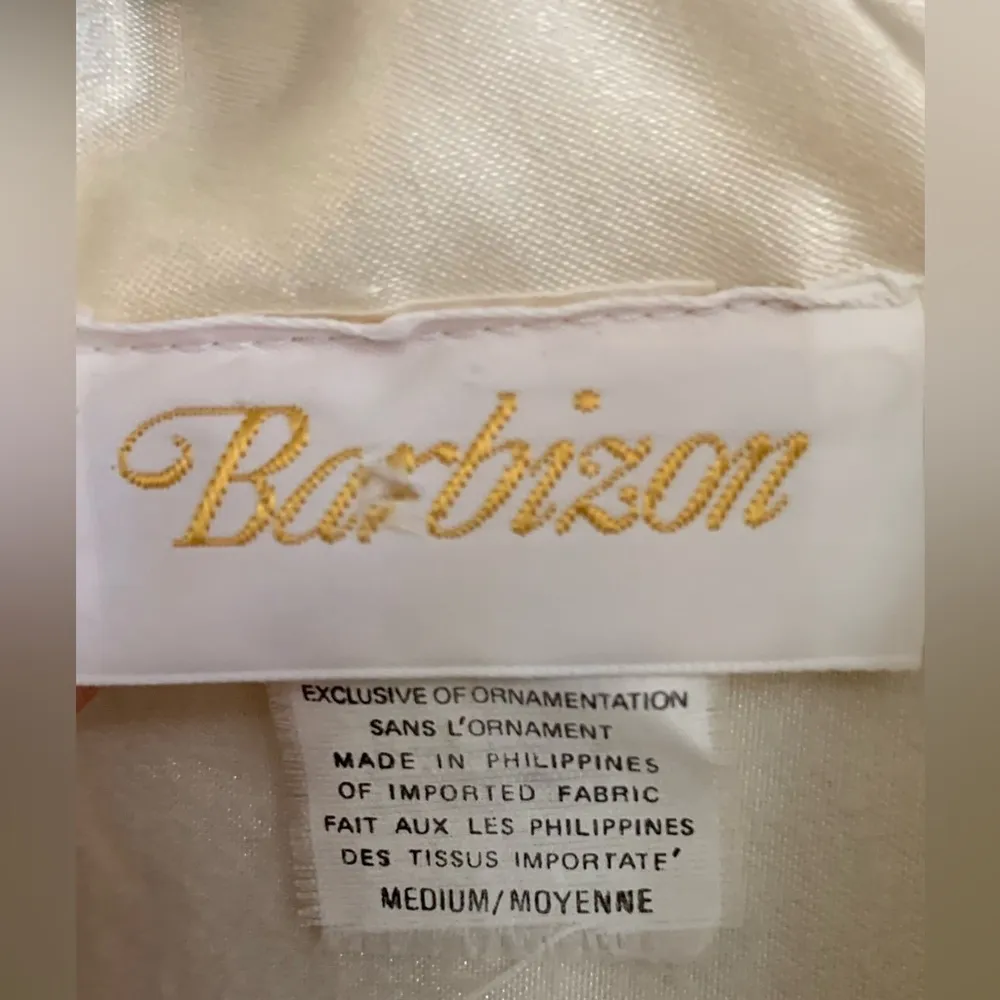 Barbizon
EXCLUSIVE OF ORNAMENTATION
SANS L'ORNAMENT
MADE IN PHILIPPINES
OF IMPORTED FABRIC
FAIT AUX LES PHILIPPINES
DES TISSUS IMPORTATE'
MEDIUM/MOYENNE